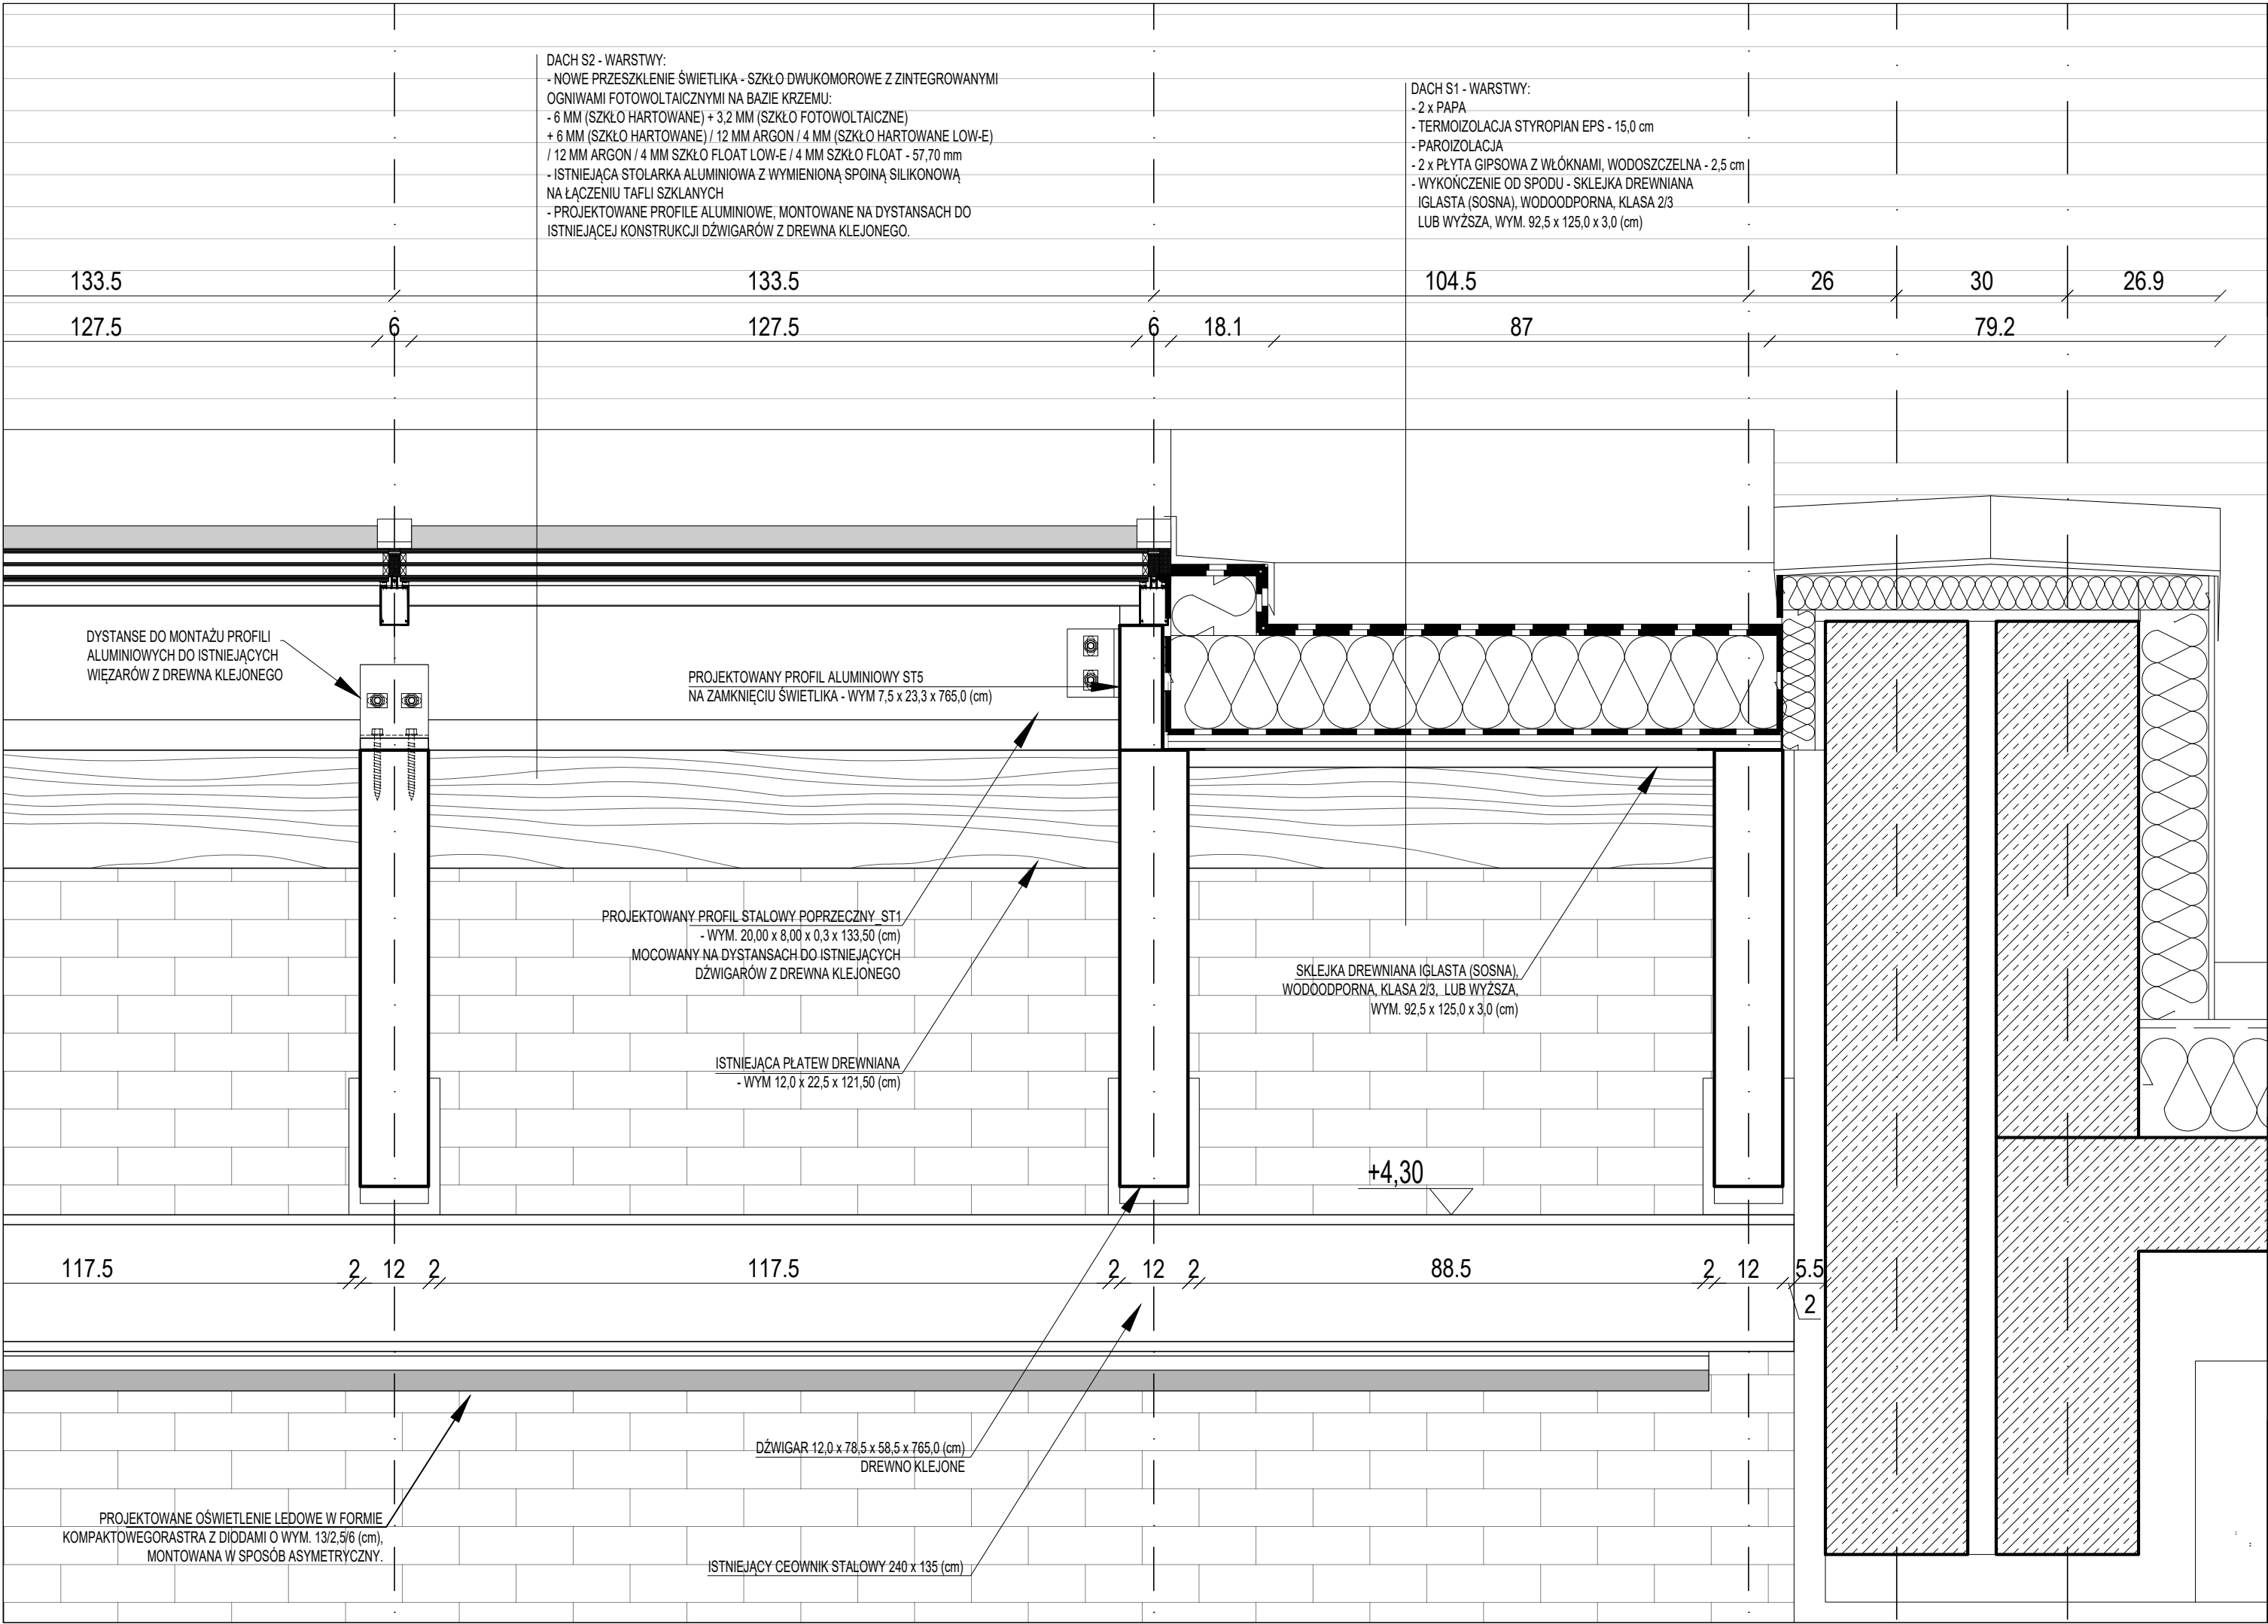 DACH S2 - WARSTWY:
- NOWE PRZESZKLENIE ŚWIETLIKA - SZKŁO DWUKOMOROWE Z ZINTEGROWANYMI
OGNIWAMI FOTOWOLTAICZNYMI NA BAZIE KRZEMU:
- 6 MM (SZKŁO HARTOWANE) + 3,2 MM (SZKŁO FOTOWOLTAICZNE)
+ 6 MM (SZKŁO HARTOWANE) / 12 MM ARGON / 4 MM (SZKŁO HARTOWANE LOW-E)
/ 12 MM ARGON / 4 MM SZKŁO FLOAT LOW-E / 4 MM SZKŁO FLOAT - 57,70 mm
- ISTNIEJĄCA STOLARKA ALUMINIOWA Z WYMIENIONĄ SPOINĄ SILIKONOWĄ
NA ŁĄCZENIU TAFLI SZKLANYCH
- PROJEKTOWANE PROFILE ALUMINIOWE, MONTOWANE NA DYSTANSACH DO
ISTNIEJĄCEJ KONSTRUKCJI DŹWIGARÓW Z DREWNA KLEJONEGO.
DACH S1 - WARSTWY:
- 2 x PAPA
- TERMOIZOLACJA STYROPIAN EPS - 15,0 cm
- PAROIZOLACJA
- 2 x PŁYTA GIPSOWA Z WŁÓKNAMI, WODOSZCZELNA - 2,5 cm
- WYKOŃCZENIE OD SPODU - SKLEJKA DREWNIANA
IGLASTA (SOSNA), WODOODPORNA, KLASA 2/3
LUB WYŻSZA, WYM. 92,5 x 125,0 x 3,0 (cm)
133.5 133.5 104.5 26 30 26.9
127.5 6 127.5 6 18.1 87 79.2
DYSTANSE DO MONTAŻU PROFILI
ALUMINIOWYCH DO ISTNIEJĄCYCH
WIĘZARÓW Z DREWNA KLEJONEGO
PROJEKTOWANY PROFIL ALUMINIOWY ST5
NA ZAMKNIĘCIU ŚWIETLIKA - WYM 7,5 x 23,3 x 765,0 (cm)
PROJEKTOWANY PROFIL STALOWY POPRZECZNY_ST1
- WYM. 20,00 x 8,00 x 0,3 x 133,50 (cm)
MOCOWANY NA DYSTANSACH DO ISTNIEJĄCYCH
DŹWIGARÓW Z DREWNA KLEJONEGO
SKLEJKA DREWNIANA IGLASTA (SOSNA),
WODOODPORNA, KLASA 2/3, LUB WYŻSZA,
WYM. 92,5 x 125,0 x 3,0 (cm)
ISTNIEJĄCA PŁATEW DREWNIANA
- WYM 12,0 x 22,5 x 121,50 (cm)
+4,30
117.5 2 12 2 117.5 2 12 2 88.5 2 12 5.5
2
DŹWIGAR 12,0 x 78,5 x 58,5 x 765,0 (cm)
DREWNO KLEJONE
PROJEKTOWANE OŚWIETLENIE LEDOWE W FORMIE
KOMPAKTOWEGORASTRA Z DIODAMI O WYM. 13/2,5/6 (cm),
MONTOWANA W SPOSÓB ASYMETRYCZNY.
ISTNIEJĄCY CEOWNIK STALOWY 240 x 135 (cm)